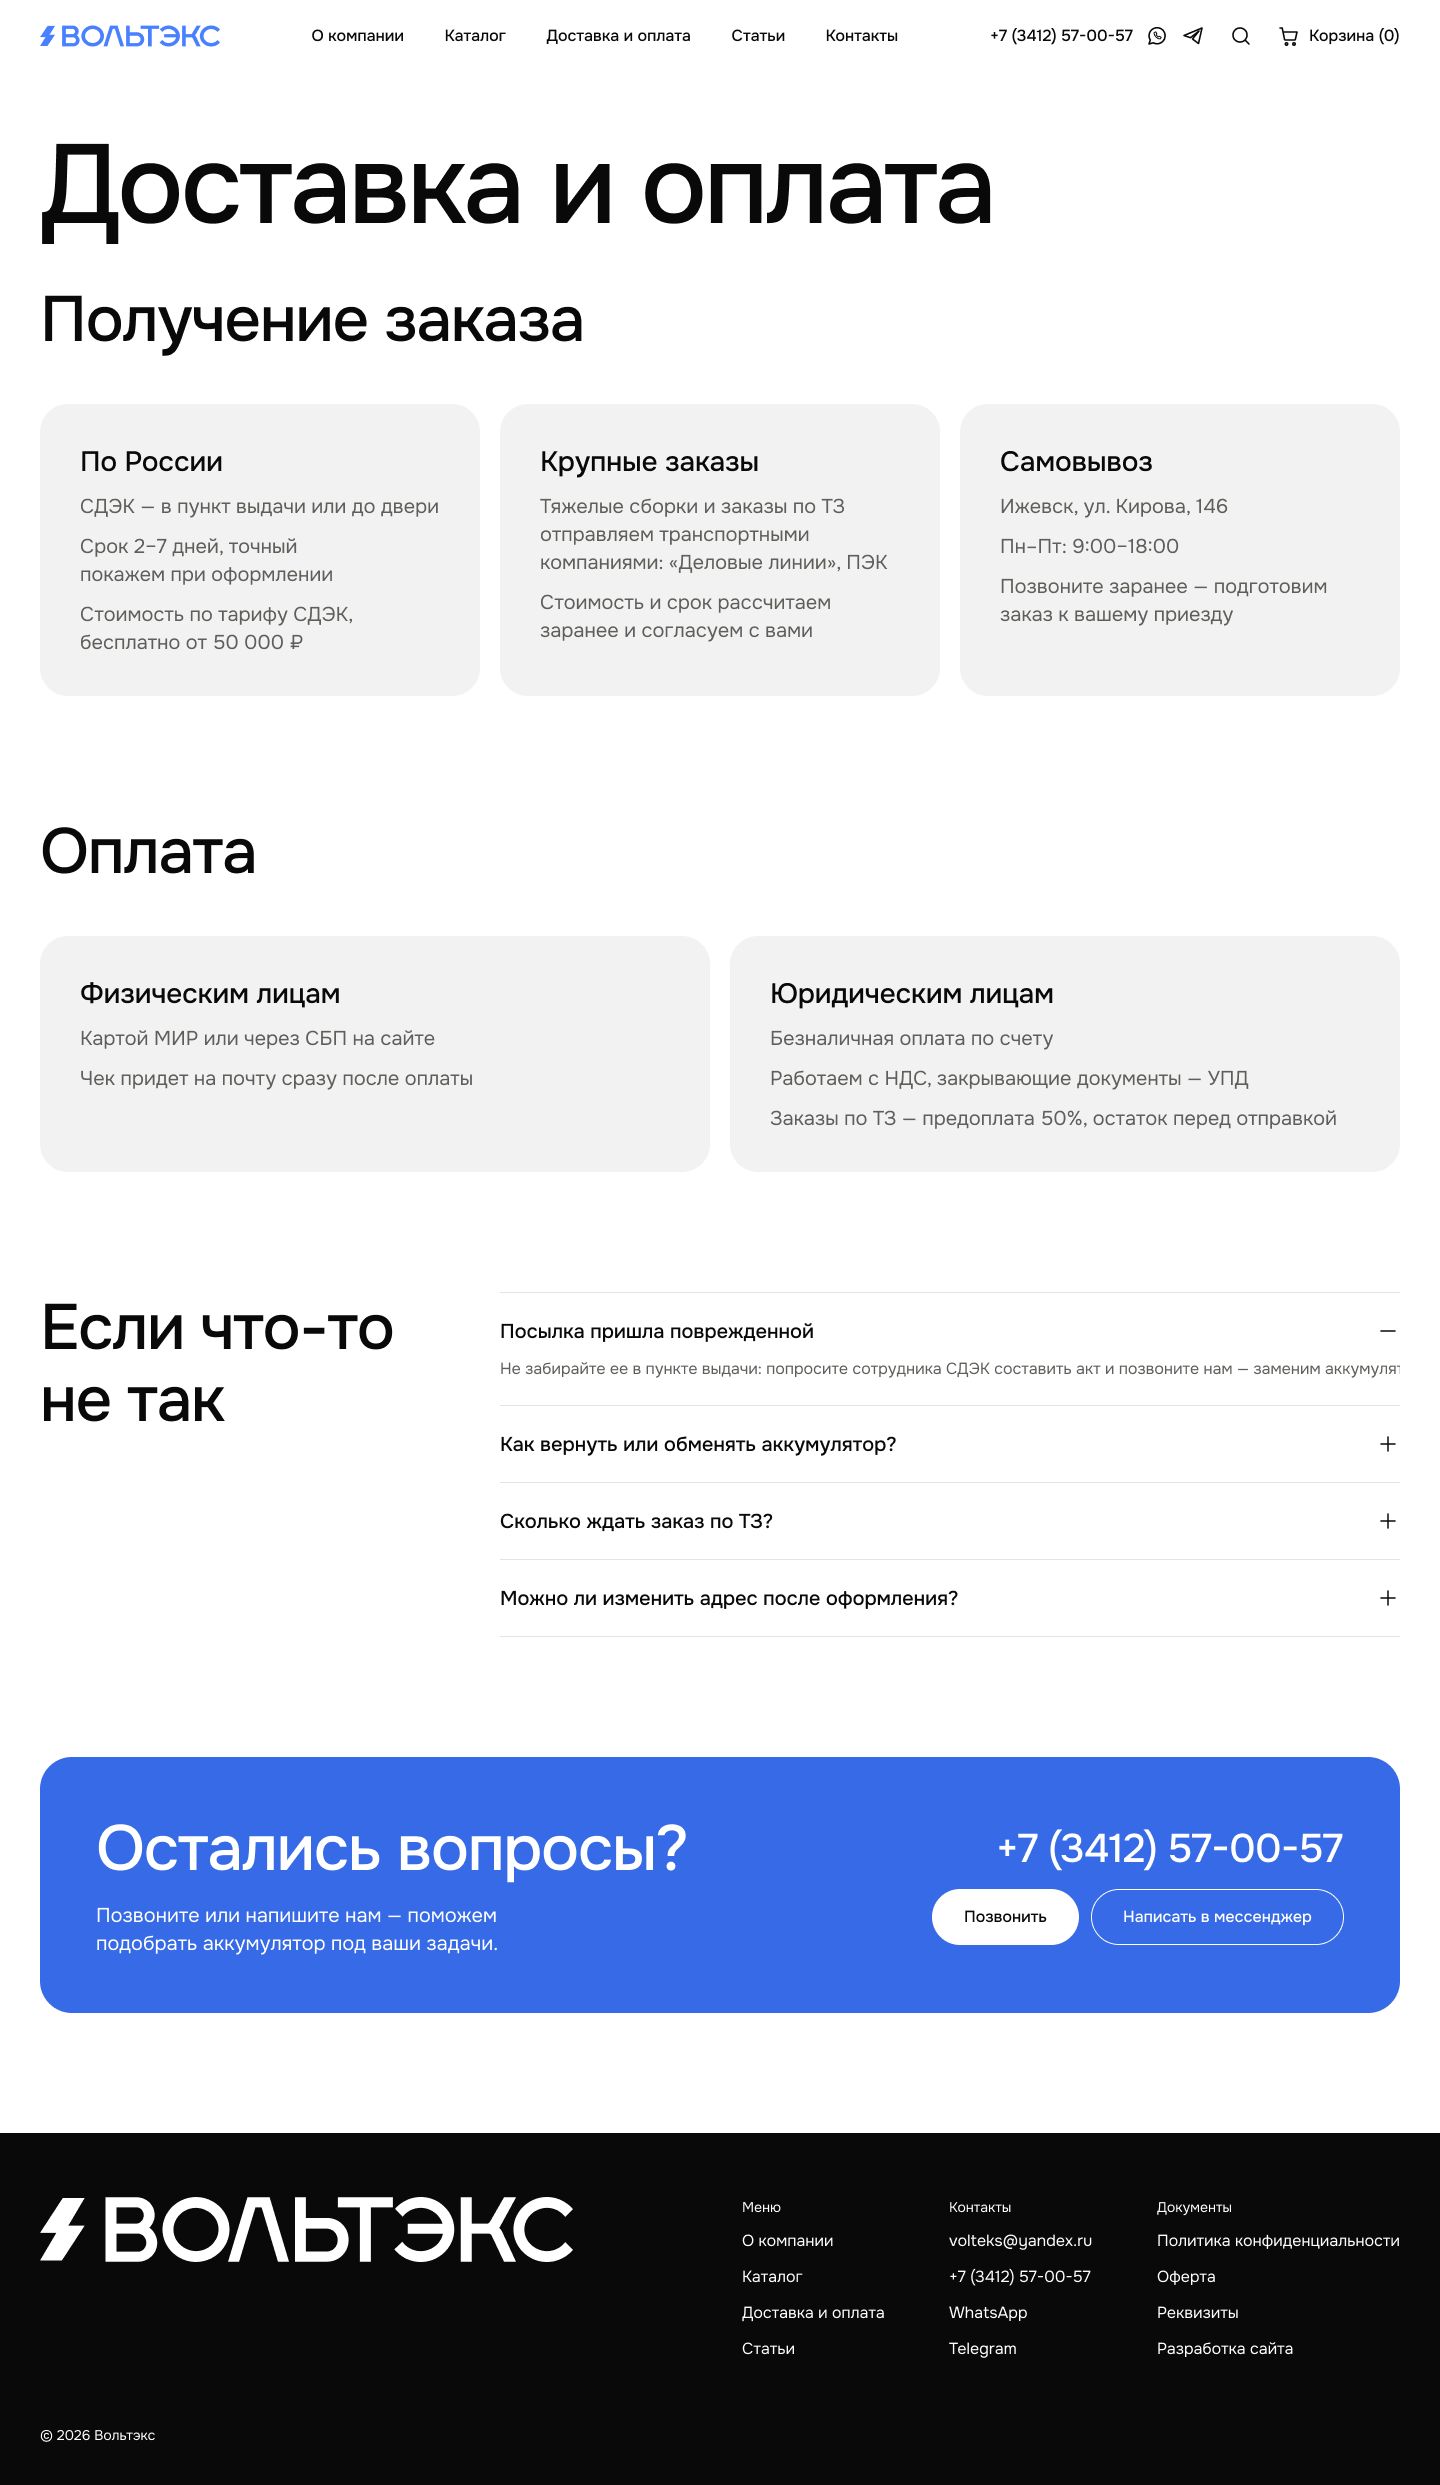 ВОЛЬТЭКС
О компании
Каталог
Доставка и оплата
Статьи
Контакты
+7 (3412) 57-00-57
Корзина (0)
Доставка и оплата
Получение заказа
По России
СДЭК — в пункт выдачи или до двери
Срок 2–7 дней, точный
покажем при оформлении
Стоимость по тарифу СДЭК,
бесплатно от 50 000 ₽
Крупные заказы
Тяжелые сборки и заказы по ТЗ
отправляем транспортными
компаниями: «Деловые линии», ПЭК
Стоимость и срок рассчитаем
заранее и согласуем с вами
Самовывоз
Ижевск, ул. Кирова, 146
Пн–Пт: 9:00–18:00
Позвоните заранее — подготовим
заказ к вашему приезду
Оплата
Физическим лицам
Картой МИР или через СБП на сайте
Чек придет на почту сразу после оплаты
Юридическим лицам
Безналичная оплата по счету
Работаем с НДС, закрывающие документы — УПД
Заказы по ТЗ — предоплата 50%, остаток перед отправкой
Если что-то
не так
Посылка пришла поврежденной
Не забирайте ее в пункте выдачи: попросите сотрудника СДЭК составить акт и позвоните нам — заменим
Как вернуть или обменять аккумулятор?
Сколько ждать заказ по ТЗ?
Можно ли изменить адрес после оформления?
Остались вопросы?
Позвоните или напишите нам — поможем
подобрать аккумулятор под ваши задачи.
+7 (3412) 57-00-57
Позвонить
Написать в мессенджер
ВОЛЬТЭКС
Меню
О компании
Каталог
Доставка и оплата
Статьи
Контакты
volteks@yandex.ru
+7 (3412) 57-00-57
WhatsApp
Telegram
Документы
Политика конфиденциальности
Оферта
Реквизиты
Разработка сайта
© 2026 Вольтэкс